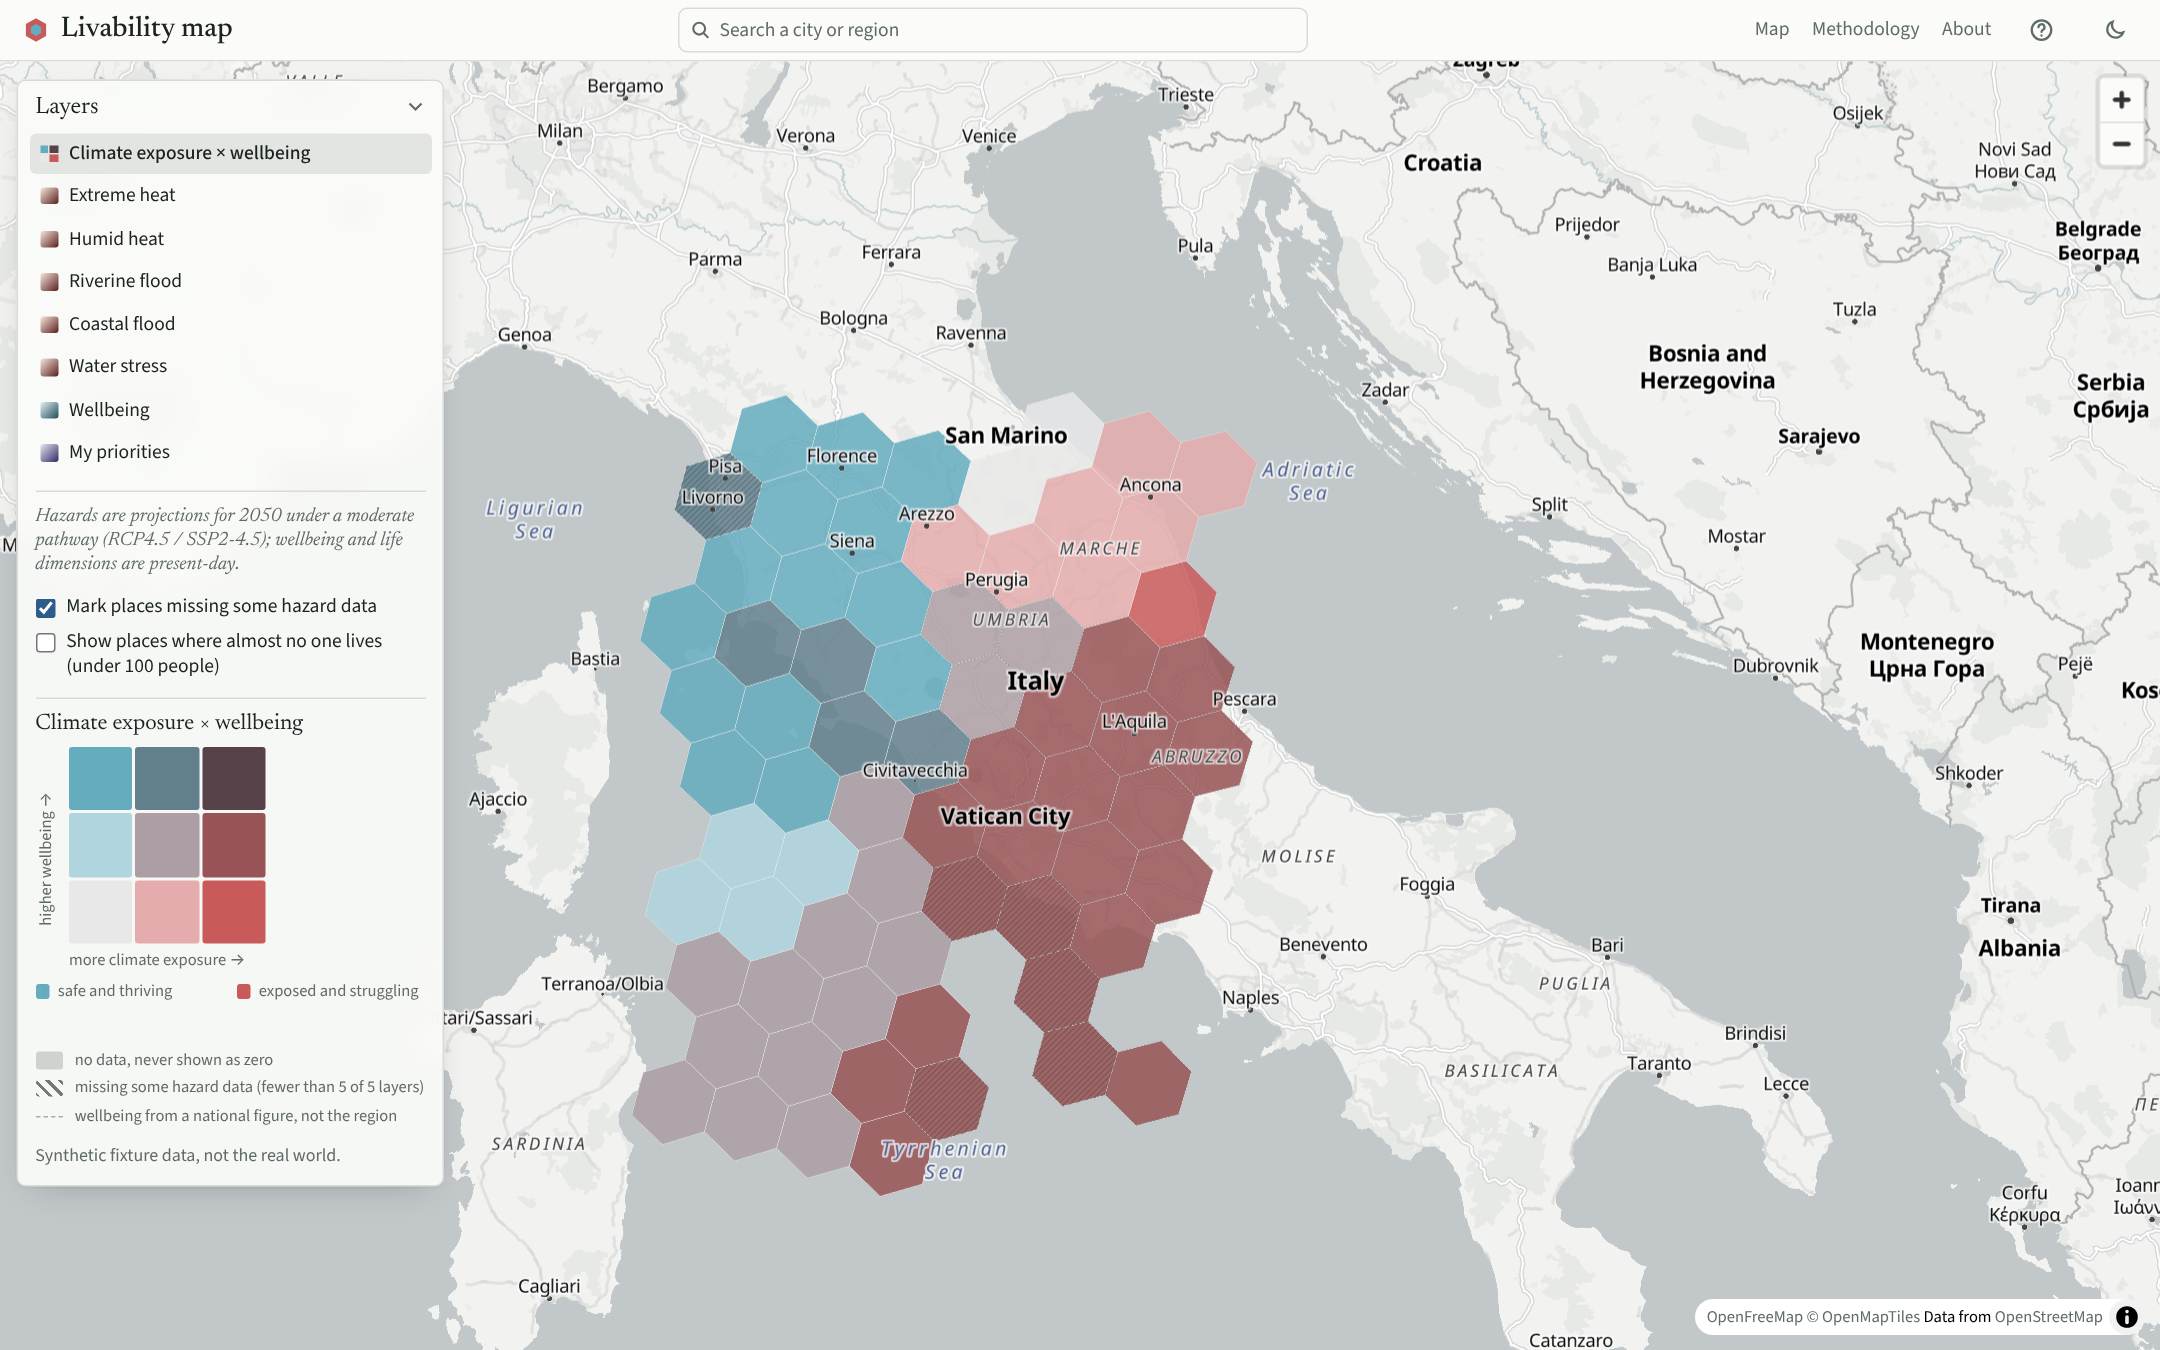 Livability map
Search a city or region
Map
Methodology
About
Layers
Climate exposure × wellbeing
Extreme heat
Humid heat
Riverine flood
Coastal flood
Water stress
Wellbeing
My priorities
Hazards are projections for 2050 under a moderate
pathway (RCP4.5 / SSP2-4.5); wellbeing and life
dimensions are present-day.
Mark places missing some hazard data
Show places where almost no one lives
(under 100 people)
Climate exposure × wellbeing
higher wellbeing →
more climate exposure →
safe and thriving
exposed and struggling
no data, never shown as zero
missing some hazard data (fewer than 5 of 5 layers)
wellbeing from a national figure, not the region
Synthetic fixture data, not the real world.
Zagreb
Bergamo
Trieste
Osijek
Milan
Verona
Venice
Croatia
Novi Sad
Нови Сад
Prijedor
Belgrade
Београд
Pula
Parma
Ferrara
Banja Luka
Tuzla
Bologna
Genoa
Ravenna
Bosnia and
Herzegovina
Zadar
Serbia
Србија
San Marino
Sarajevo
Florence
Pisa
Livorno
Ancona
Adriatic
Sea
Ligurian
Sea
Arezzo
Split
Siena
MARCHE
Mostar
Perugia
UMBRIA
Bastia
Montenegro
Црна Гора
Dubrovnik
Pejë
Italy
Pescara
L'Aquila
ABRUZZO
Civitavecchia
Shkoder
Ajaccio
Vatican City
MOLISE
Foggia
Tirana
Benevento
Bari
Albania
Terranoa/Olbia
PUGLIA
Naples
tari/Sassari
Brindisi
Taranto
BASILICATA
Lecce
SARDINIA
Tyrrhenian
Sea
Corfu
Κέρκυρα
Cagliari
Catanzaro
OpenFreeMap © OpenMapTiles Data from OpenStreetMap